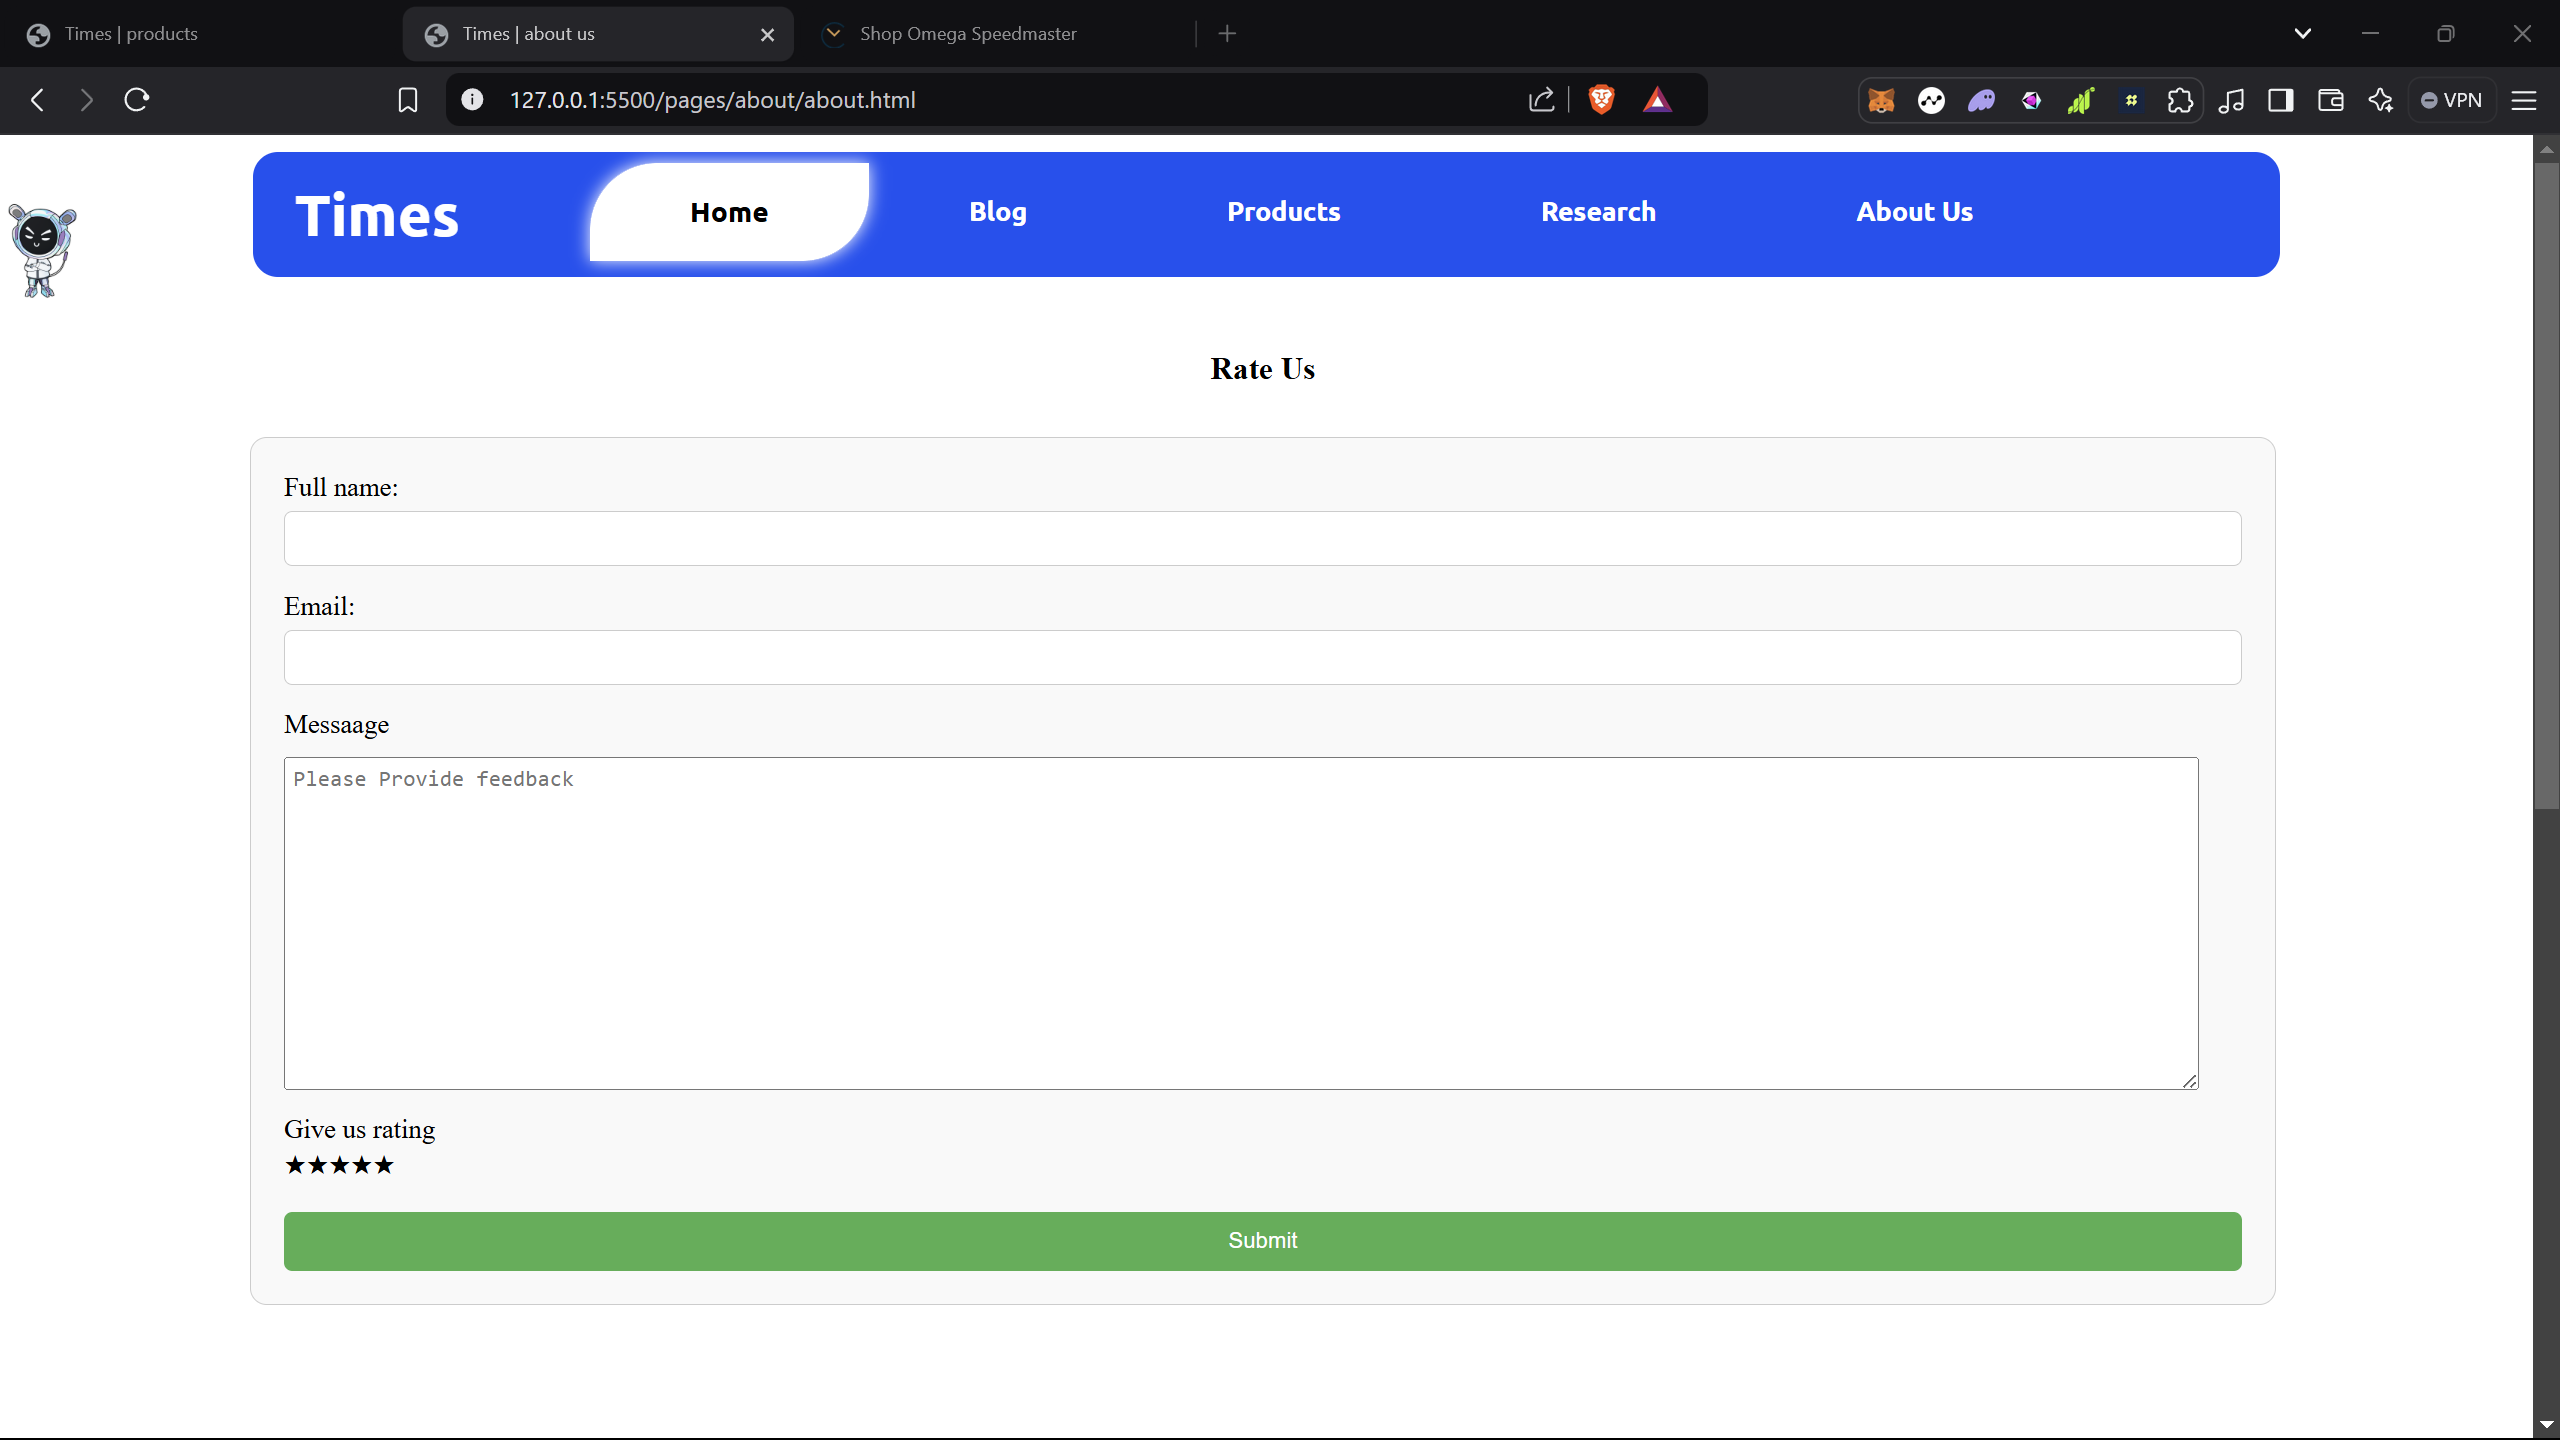 Times | products
Times | about us
Shop Omega Speedmaster
127.0.0.1:5500/pages/about/about.html
VPN
Times
Home
Blog
Products
Research
About Us
Rate Us
Full name:
Email:
Messaage
Please Provide feedback
Give us rating
★★★★★
Submit